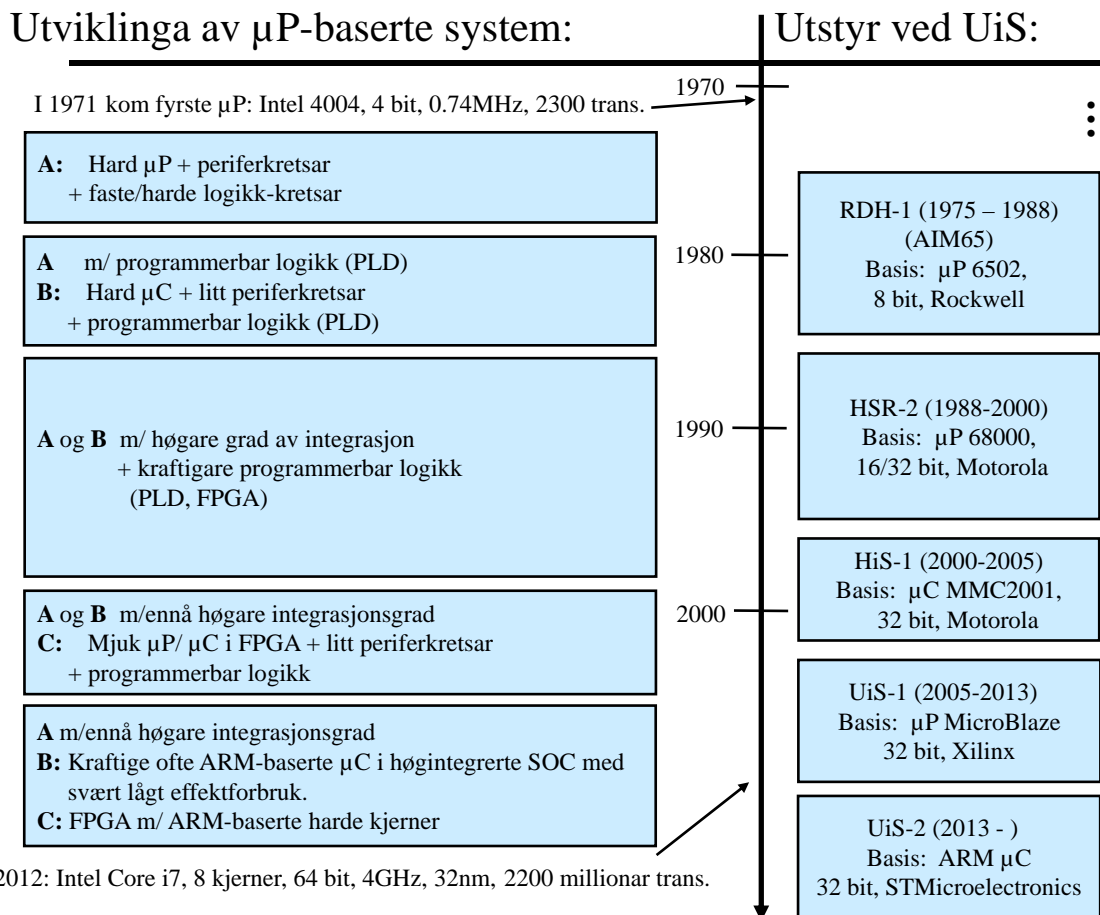 Utviklinga av µP-baserte system:
Utstyr ved UiS:
I 1971 kom fyrste µP: Intel 4004, 4 bit, 0.74MHz, 2300 trans.
1970
A: Hard µP + periferkretsar
+ faste/harde logikk-kretsar
A m/ programmerbar logikk (PLD)
B: Hard µC + litt periferkretsar
+ programmerbar logikk (PLD)
1980
A og B m/ høgare grad av integrasjon
+ kraftigare programmerbar logikk
(PLD, FPGA)
1990
A og B m/ennå høgare integrasjonsgrad
C: Mjuk µP/ µC i FPGA + litt periferkretsar
+ programmerbar logikk
2000
A m/ennå høgare integrasjonsgrad
B: Kraftige ofte ARM-baserte µC i høgintegrerte SOC med
svært lågt effektforbruk.
C: FPGA m/ ARM-baserte harde kjerner
2012: Intel Core i7, 8 kjerner, 64 bit, 4GHz, 32nm, 2200 millionar trans.
RDH-1 (1975 – 1988)
(AIM65)
Basis: µP 6502,
8 bit, Rockwell
HSR-2 (1988-2000)
Basis: µP 68000,
16/32 bit, Motorola
HiS-1 (2000-2005)
Basis: µC MMC2001,
32 bit, Motorola
UiS-1 (2005-2013)
Basis: µP MicroBlaze
32 bit, Xilinx
UiS-2 (2013 - )
Basis: ARM µC
32 bit, STMicroelectronics